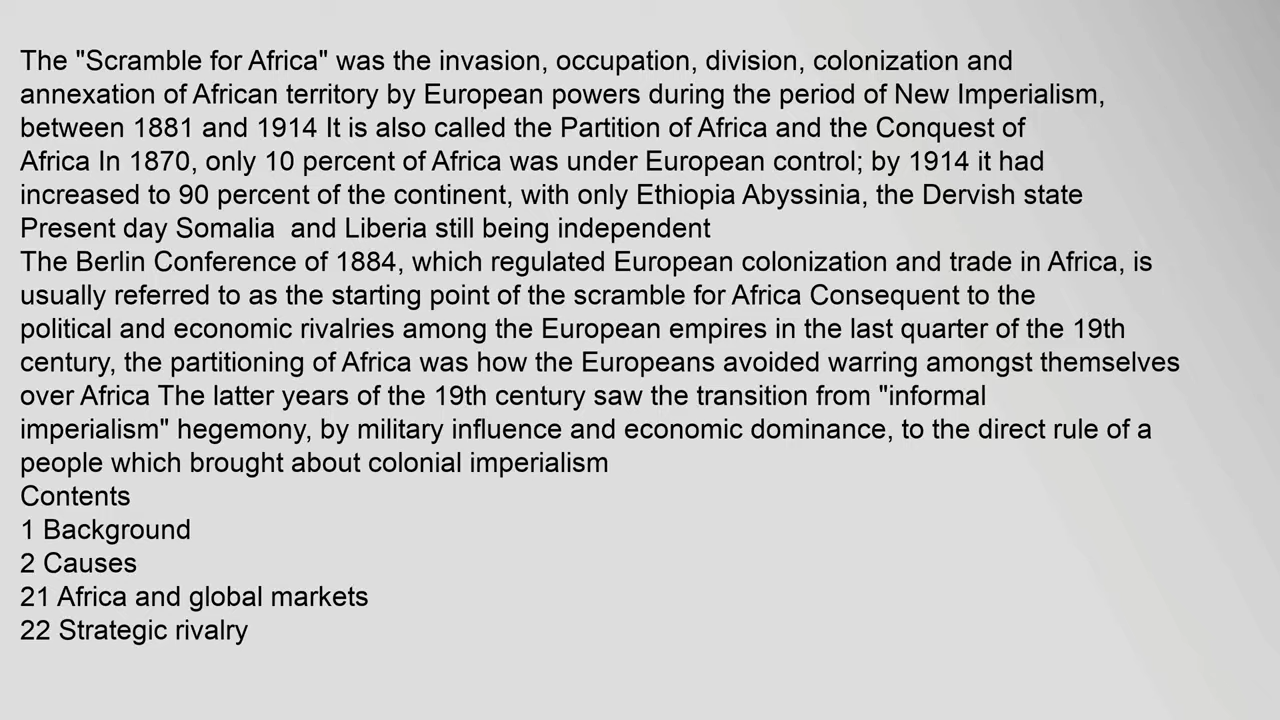 The "Scramble for Africa" was the invasion, occupation, division, colonization and
annexation of African territory by European powers during the period of New Imperialism,
between 1881 and 1914 It is also called the Partition of Africa and the Conquest of
Africa In 1870, only 10 percent of Africa was under European control; by 1914 it had
increased to 90 percent of the continent, with only Ethiopia Abyssinia, the Dervish state
Present day Somalia  and Liberia still being independent
The Berlin Conference of 1884, which regulated European colonization and trade in Africa, is
usually referred to as the starting point of the scramble for Africa Consequent to the
political and economic rivalries among the European empires in the last quarter of the 19th
century, the partitioning of Africa was how the Europeans avoided warring amongst themselves
over Africa The latter years of the 19th century saw the transition from "informal
imperialism" hegemony, by military influence and economic dominance, to the direct rule of a
people which brought about colonial imperialism
Contents
1 Background
2 Causes
21 Africa and global markets
22 Strategic rivalry